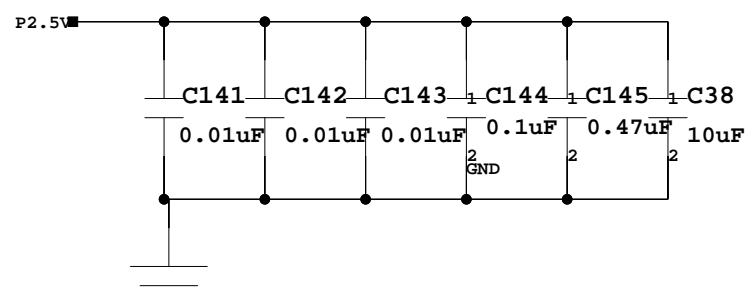 P2.5V
C141 C142 C143 1 C144 1 C145 1 C38
0.01uF 0.01uF 0.01uF 0.1uF 0.47uF 10uF
2 2 2
GND